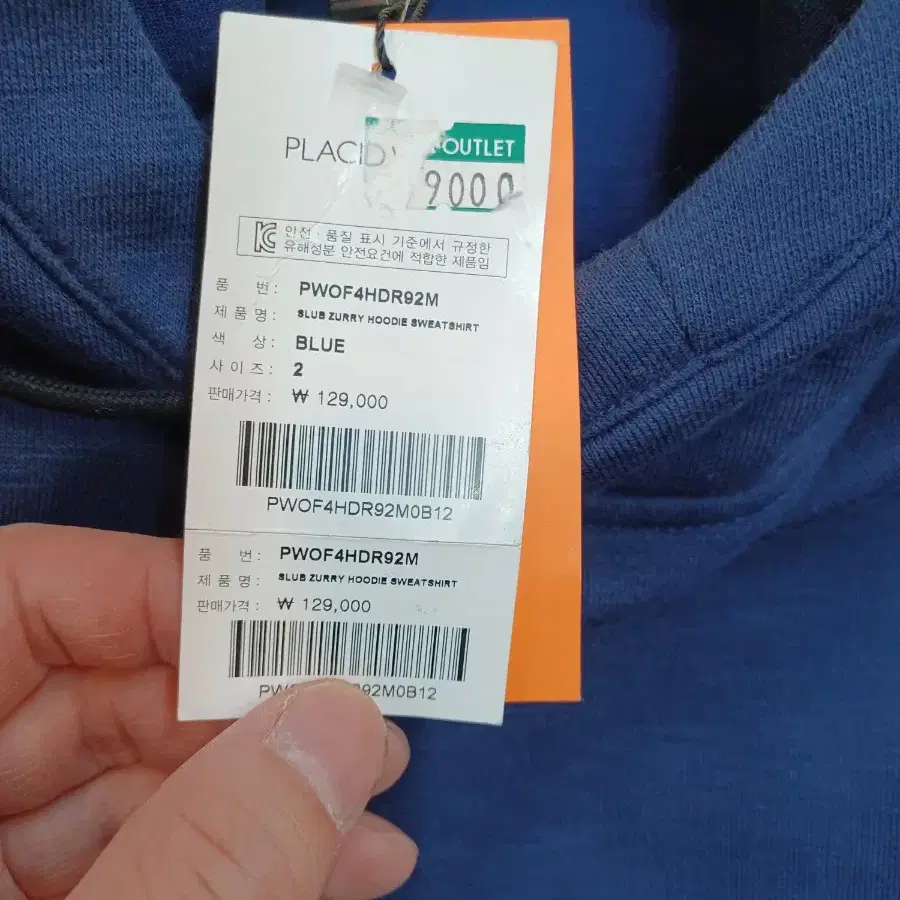 PLACID
OUTLET
9000
안전 · 품질 표시 기준에서 규정한
유해성분 안전요건에 적합한 제품임
품 번 : PWOF4HDR92M
제 품 명 : SLUB ZURRY HOODIE SWEATSHIRT
색 상 : BLUE
사 이 즈 : 2
판매가격 : ₩ 129,000
PWOF4HDR92M0B12
품 번 : PWOF4HDR92M
제 품 명 : SLUB ZURRY HOODIE SWEATSHIRT
판매가격 : ₩ 129,000
92M0B12